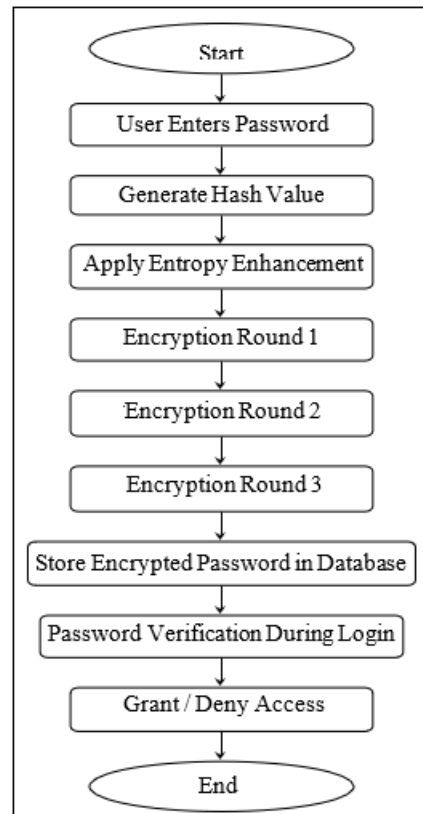 Start
User Enters Password
Generate Hash Value
Apply Entropy Enhancement
Encryption Round 1
Encryption Round 2
Encryption Round 3
Store Encrypted Password in Database
Password Verification During Login
Grant / Deny Access
End